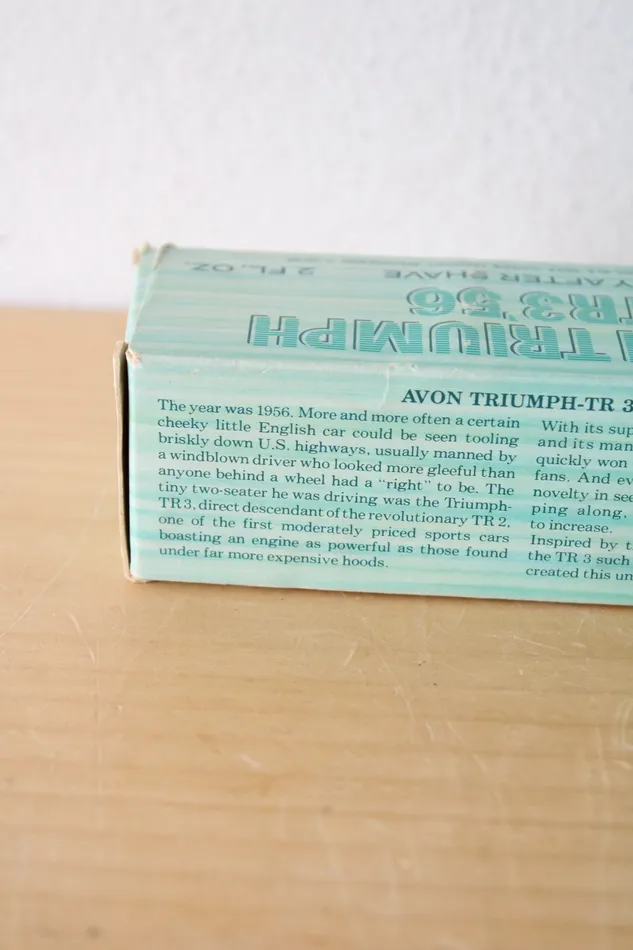 2 FL. OZ.
Y AFTER SHAVE
TR3 '56
TRIUMPH
AVON TRIUMPH-TR 3
The year was 1956. More and more often a certain
cheeky little English car could be seen tooling
briskly down U.S. highways, usually manned by
a windblown driver who looked more gleeful than
anyone behind a wheel had a “right” to be. The
tiny two-seater he was driving was the Triumph-
TR3, direct descendant of the revolutionary TR 2,
one of the first moderately priced sports cars
boasting an engine as powerful as those found
under far more expensive hoods.
With its sup
and its man
quickly won
fans. And ev
novelty in see
ping along,
to increase.
Inspired by t
the TR 3 such
created this un